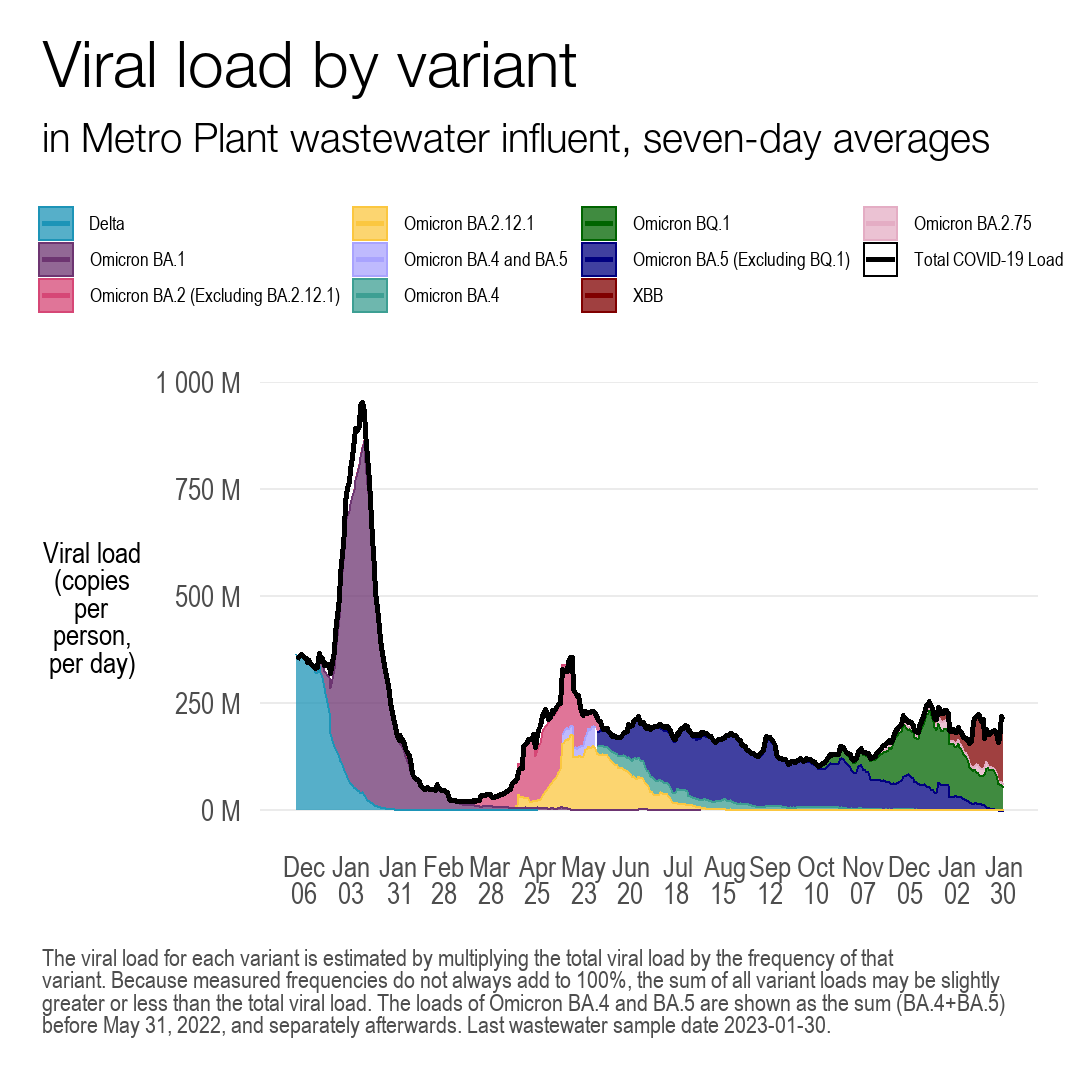 Viral load by variant
in Metro Plant wastewater influent, seven-day averages
Delta
Omicron BA.1
Omicron BA.2 (Excluding BA.2.12.1)
Omicron BA.2.12.1
Omicron BA.4 and BA.5
Omicron BA.4
Omicron BQ.1
Omicron BA.5 (Excluding BQ.1)
XBB
Omicron BA.2.75
Total COVID-19 Load
Viral load
(copies
per
person,
per day)
1 000 M
750 M
500 M
250 M
0 M
Dec Jan Jan Feb Mar Apr May Jun Jul Aug Sep Oct Nov Dec Jan Jan
06 03 31 28 28 25 23 20 18 15 12 10 07 05 02 30
The viral load for each variant is estimated by multiplying the total viral load by the frequency of that
variant. Because measured frequencies do not always add to 100%, the sum of all variant loads may be slightly
greater or less than the total viral load. The loads of Omicron BA.4 and BA.5 are shown as the sum (BA.4+BA.5)
before May 31, 2022, and separately afterwards. Last wastewater sample date 2023-01-30.